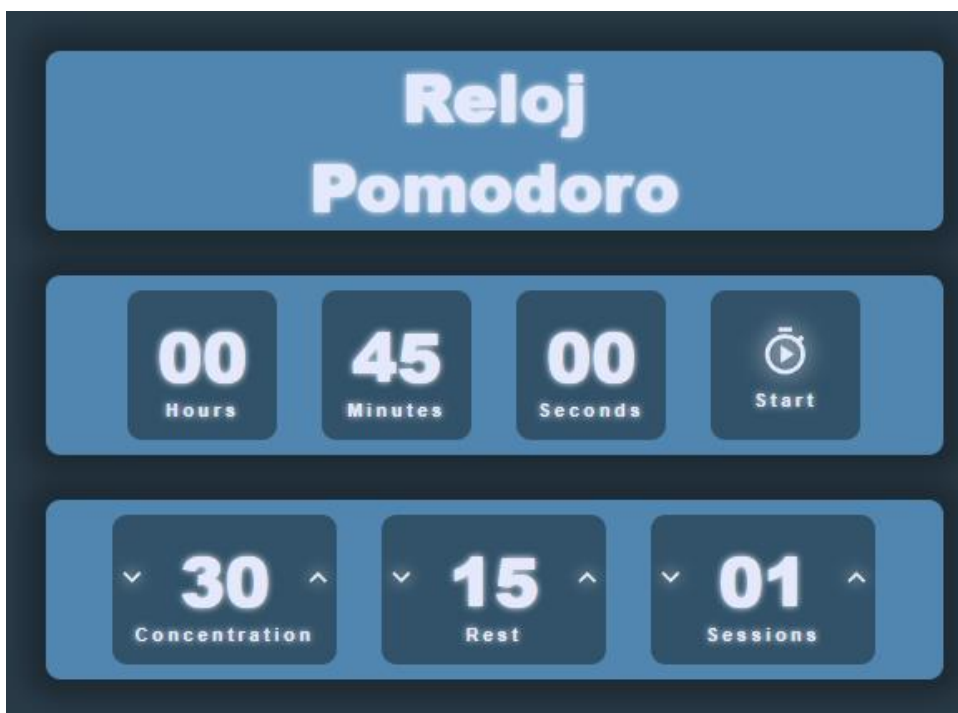 Reloj
Pomodoro
00 45 00
Hours Minutes Seconds Start
30 15 01
Concentration Rest Sessions